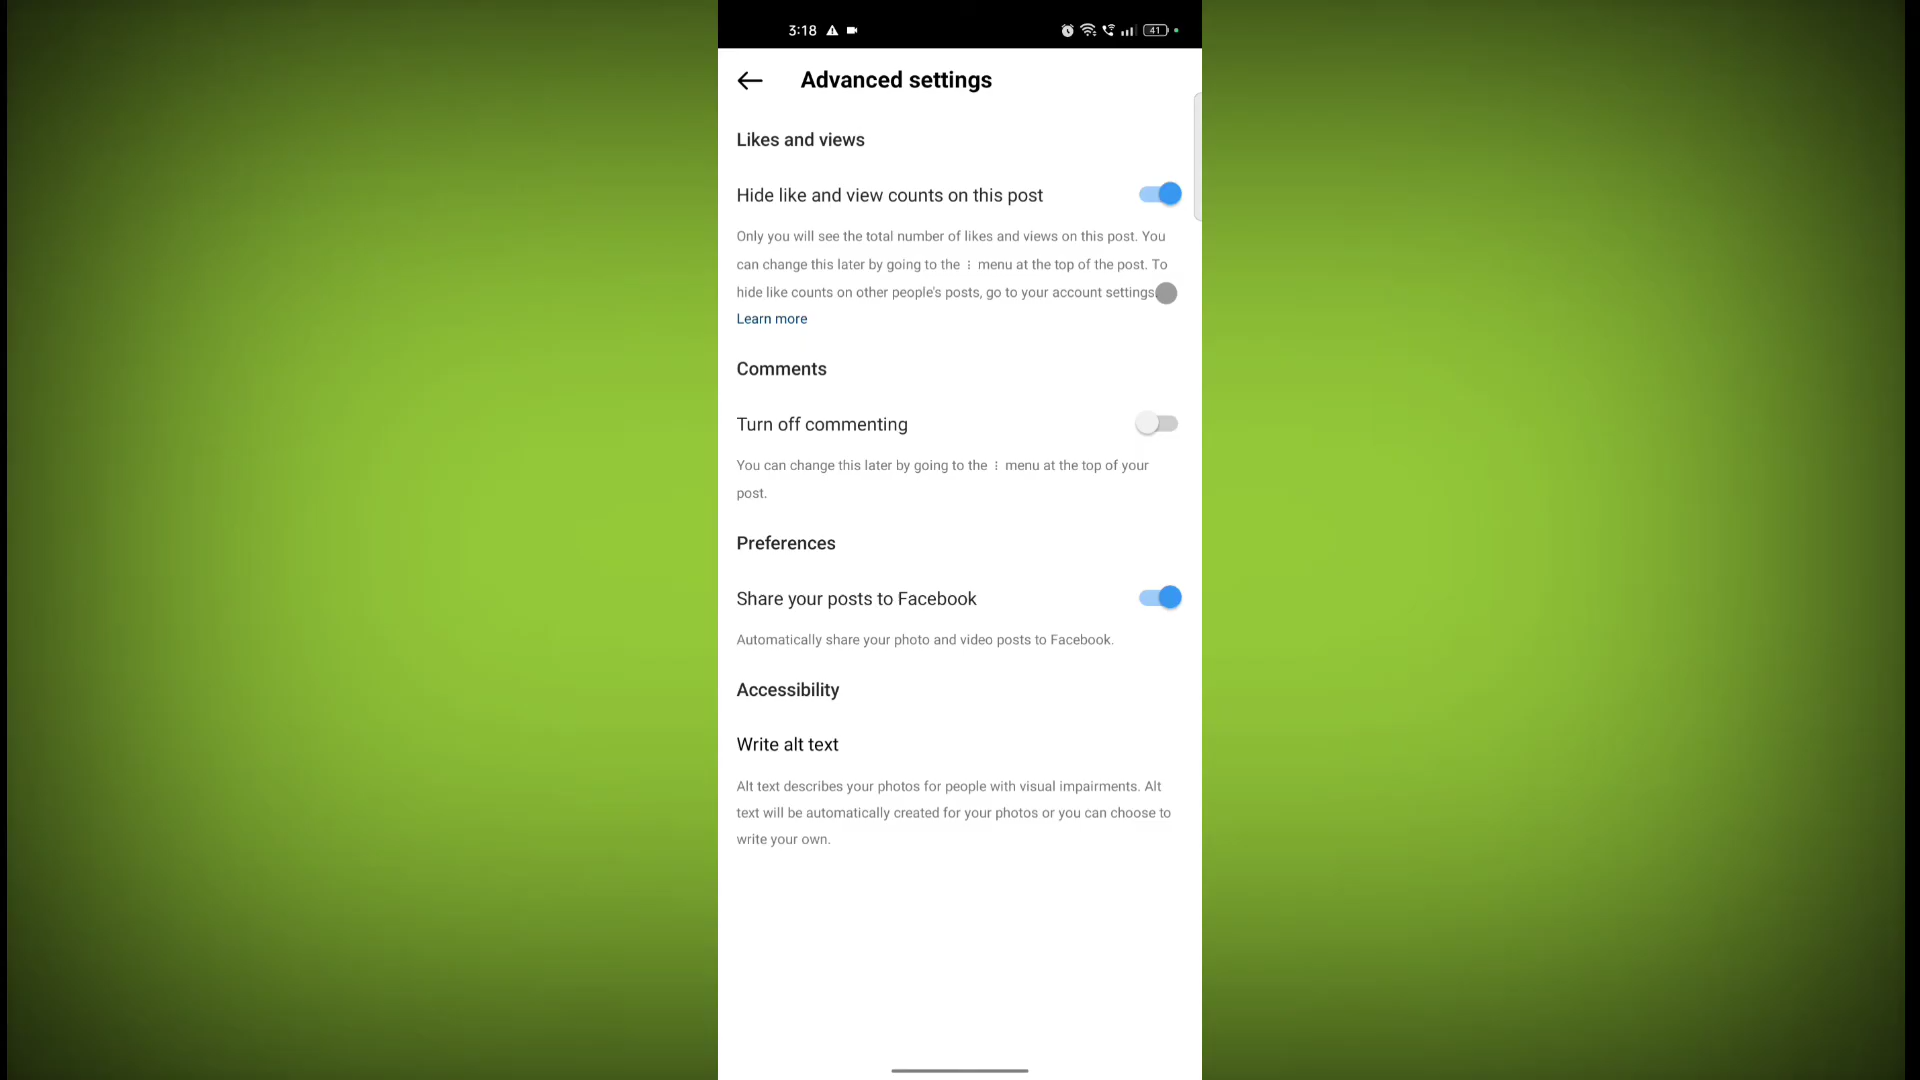 3:18 41
Advanced settings
Likes and views
Hide like and view counts on this post
Only you will see the total number of likes and views on this post. You
can change this later by going to the ⋮ menu at the top of the post. To
hide like counts on other people's posts, go to your account settings.
Learn more
Comments
Turn off commenting
You can change this later by going to the ⋮ menu at the top of your
post.
Preferences
Share your posts to Facebook
Automatically share your photo and video posts to Facebook.
Accessibility
Write alt text
Alt text describes your photos for people with visual impairments. Alt
text will be automatically created for your photos or you can choose to
write your own.